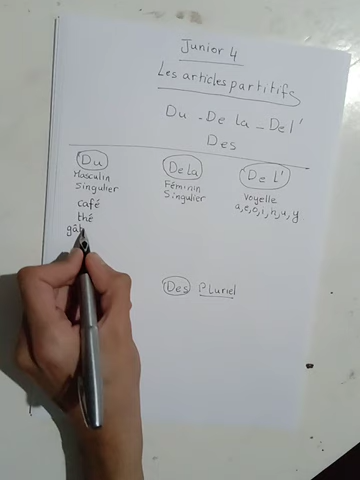 Junior 4
Les articles partitifs
Du - De La - De l'
Des
Du
Masculin
Singulier
café
thé
gâ
De La
Féminin
Singulier
De L'
Voyelle
a, e, o, i, h, u, y
Des Pluriel